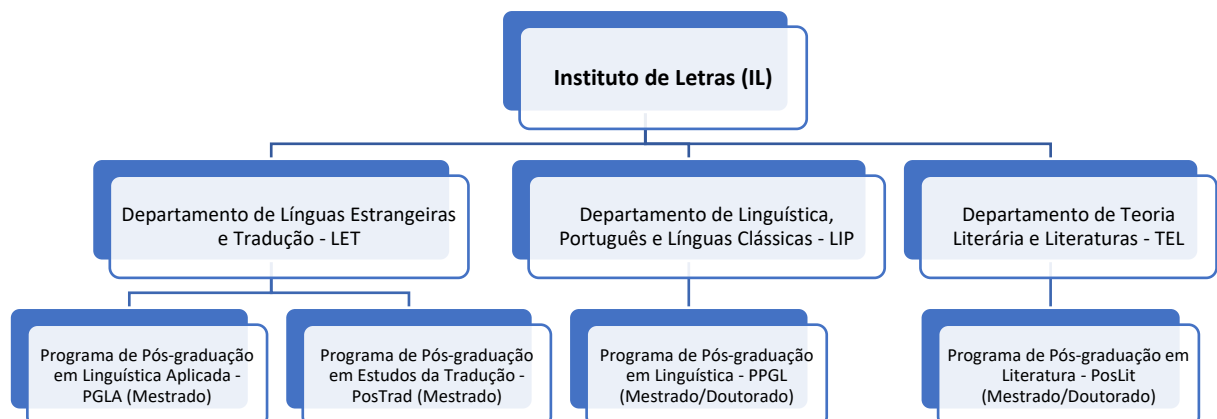 Instituto de Letras (IL)
Departamento de Línguas Estrangeiras
e Tradução - LET
Departamento de Linguística,
Português e Línguas Clássicas - LIP
Departamento de Teoria
Literária e Literaturas - TEL
Programa de Pós-graduação
em Linguística Aplicada -
PGLA (Mestrado)
Programa de Pós-graduação
em Estudos da Tradução -
PosTrad (Mestrado)
Programa de Pós-graduação
em Linguística - PPGL
(Mestrado/Doutorado)
Programa de Pós-graduação em
Literatura - PosLit
(Mestrado/Doutorado)